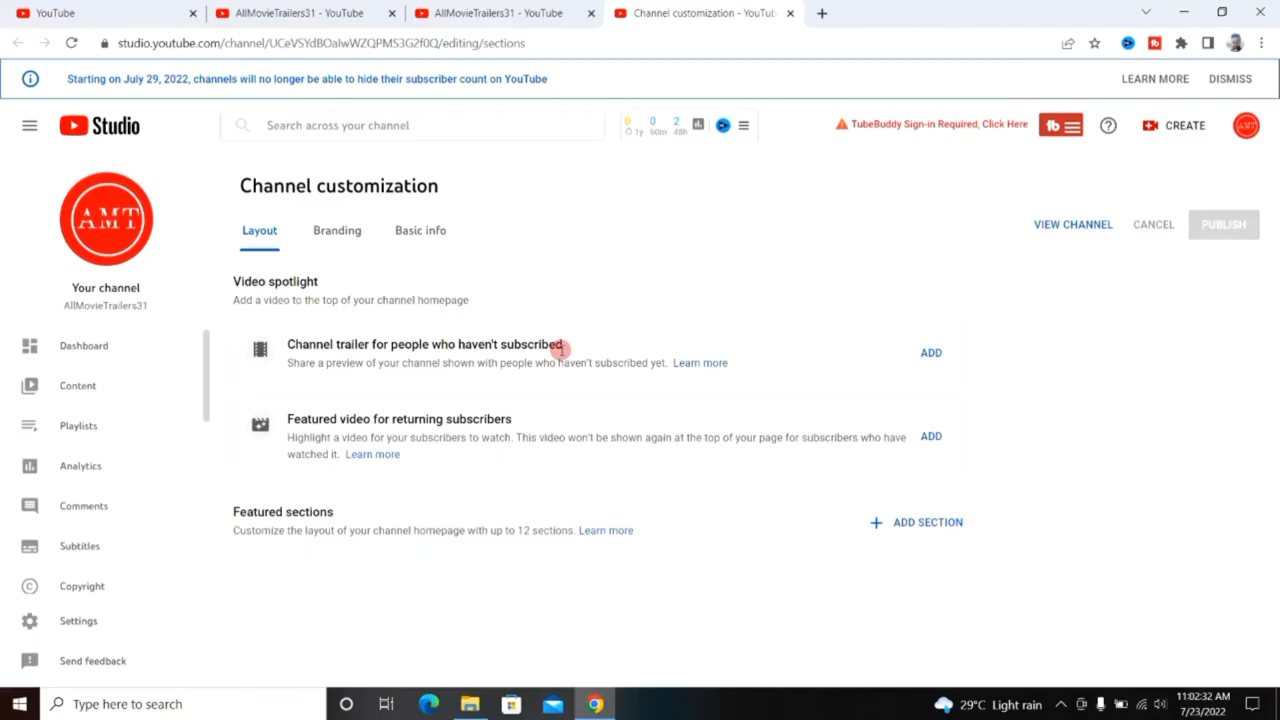 YouTube
AllMovieTrailers31 - YouTube
AllMovieTrailers31 - YouTube
Channel customization - YouTub
studio.youtube.com/channel/UCeVSYdBOaIwWZQPMS3G2f0Q/editing/sections
Starting on July 29, 2022, channels will no longer be able to hide their subscriber count on YouTube
LEARN MORE
DISMISS
Studio
Search across your channel
0 0 2
1y 60m 48h
TubeBuddy Sign-in Required, Click Here
CREATE
AMT
AMT
Channel customization
Layout
Branding
Basic info
VIEW CHANNEL
CANCEL
PUBLISH
Your channel
AllMovieTrailers31
Video spotlight
Add a video to the top of your channel homepage
Channel trailer for people who haven't subscribed
Share a preview of your channel shown with people who haven't subscribed yet. Learn more
ADD
Featured video for returning subscribers
Highlight a video for your subscribers to watch. This video won't be shown again at the top of your page for subscribers who have
watched it. Learn more
ADD
Featured sections
Customize the layout of your channel homepage with up to 12 sections. Learn more
ADD SECTION
Dashboard
Content
Playlists
Analytics
Comments
Subtitles
Copyright
Settings
Send feedback
Type here to search
29°C Light rain
11:02:32 AM
7/23/2022